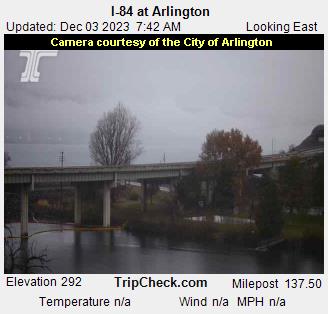 I-84 at Arlington
Updated: Dec 03 2023 7:42 AM Looking East
Camera courtesy of the City of Arlington
Elevation 292 TripCheck.com Milepost 137.50
Temperature n/a Wind n/a MPH n/a